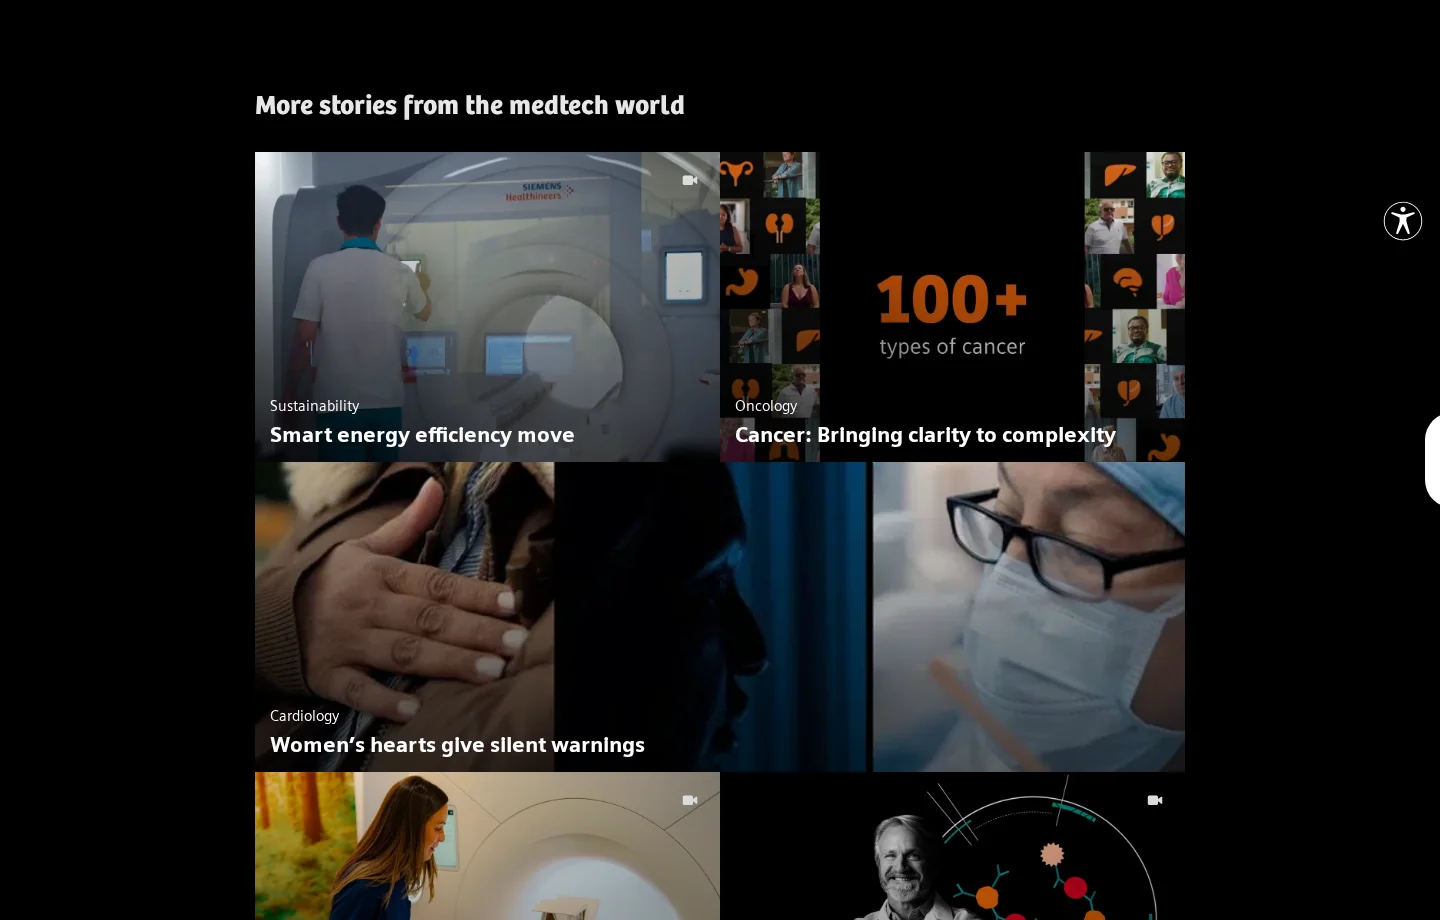 More stories from the medtech world
SIEMENS
Healthineers
Sustainability
Smart energy efficiency move
100+
types of cancer
Oncology
Cancer: Bringing clarity to complexity
Cardiology
Women’s hearts give silent warnings